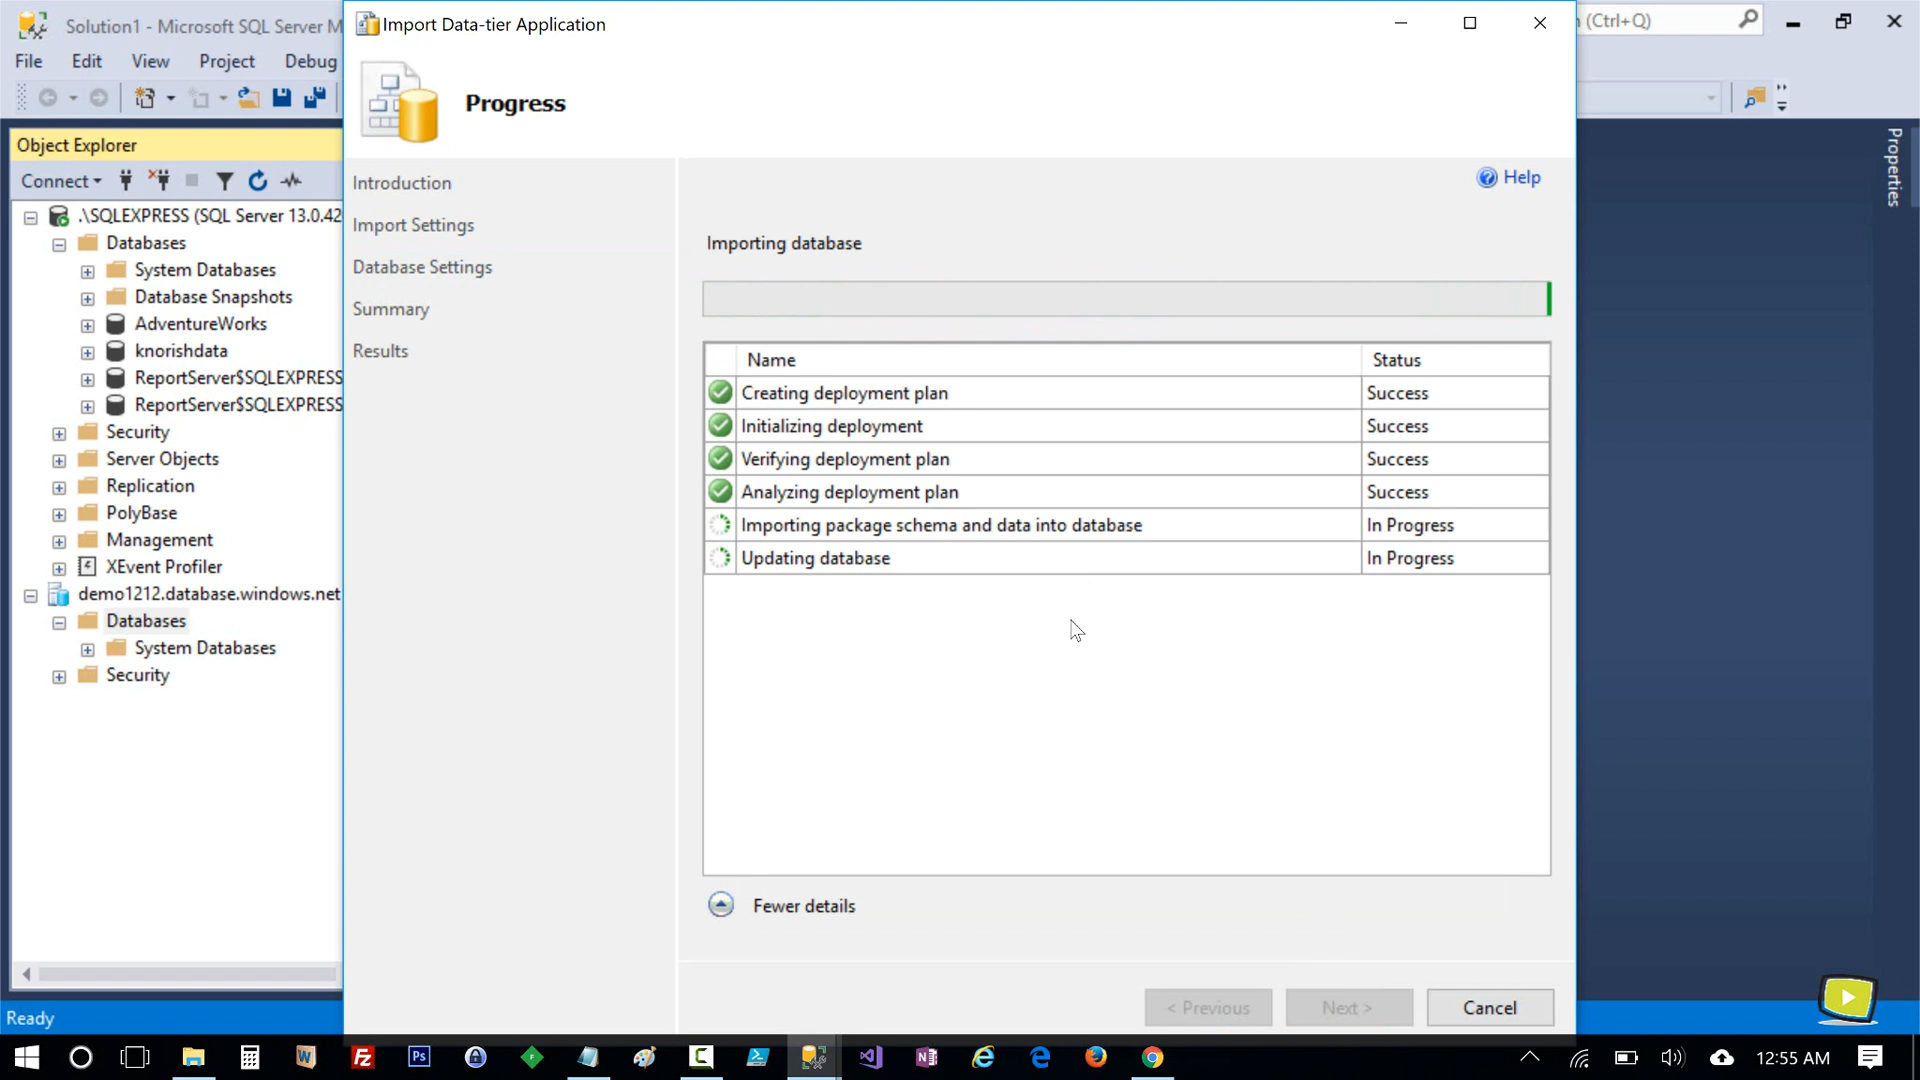 Solution1 - Microsoft SQL Server M
Import Data-tier Application
(Ctrl+Q)
File Edit View Project Debug
Progress
Object Explorer
Connect
.\SQLEXPRESS (SQL Server 13.0.42
Databases
System Databases
Database Snapshots
AdventureWorks
knorishdata
ReportServer$SQLEXPRESS
ReportServer$SQLEXPRESS
Security
Server Objects
Replication
PolyBase
Management
XEvent Profiler
demo1212.database.windows.net
Databases
System Databases
Security
Introduction
Import Settings
Database Settings
Summary
Results
Help
Importing database
Name Status
Creating deployment plan Success
Initializing deployment Success
Verifying deployment plan Success
Analyzing deployment plan Success
Importing package schema and data into database In Progress
Updating database In Progress
Fewer details
< Previous Next > Cancel
Properties
Ready
12:55 AM